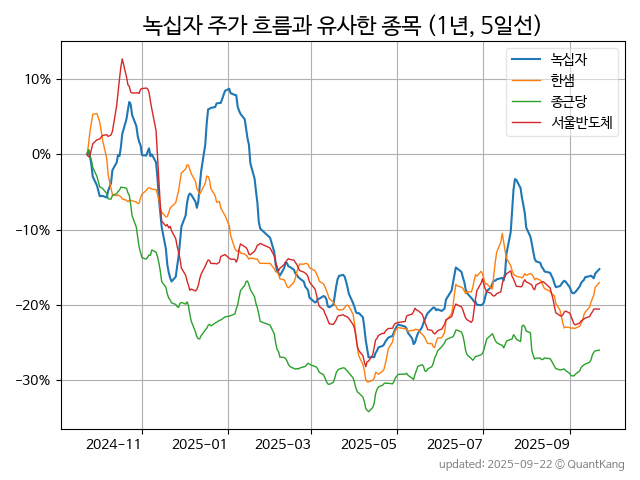 녹십자 주가 흐름과 유사한 종목 (1년, 5일선)
녹십자
한샘
종근당
서울반도체
10%
0%
−10%
−20%
−30%
2024-11 2025-01 2025-03 2025-05 2025-07 2025-09
updated: 2025-09-22 © QuantKang